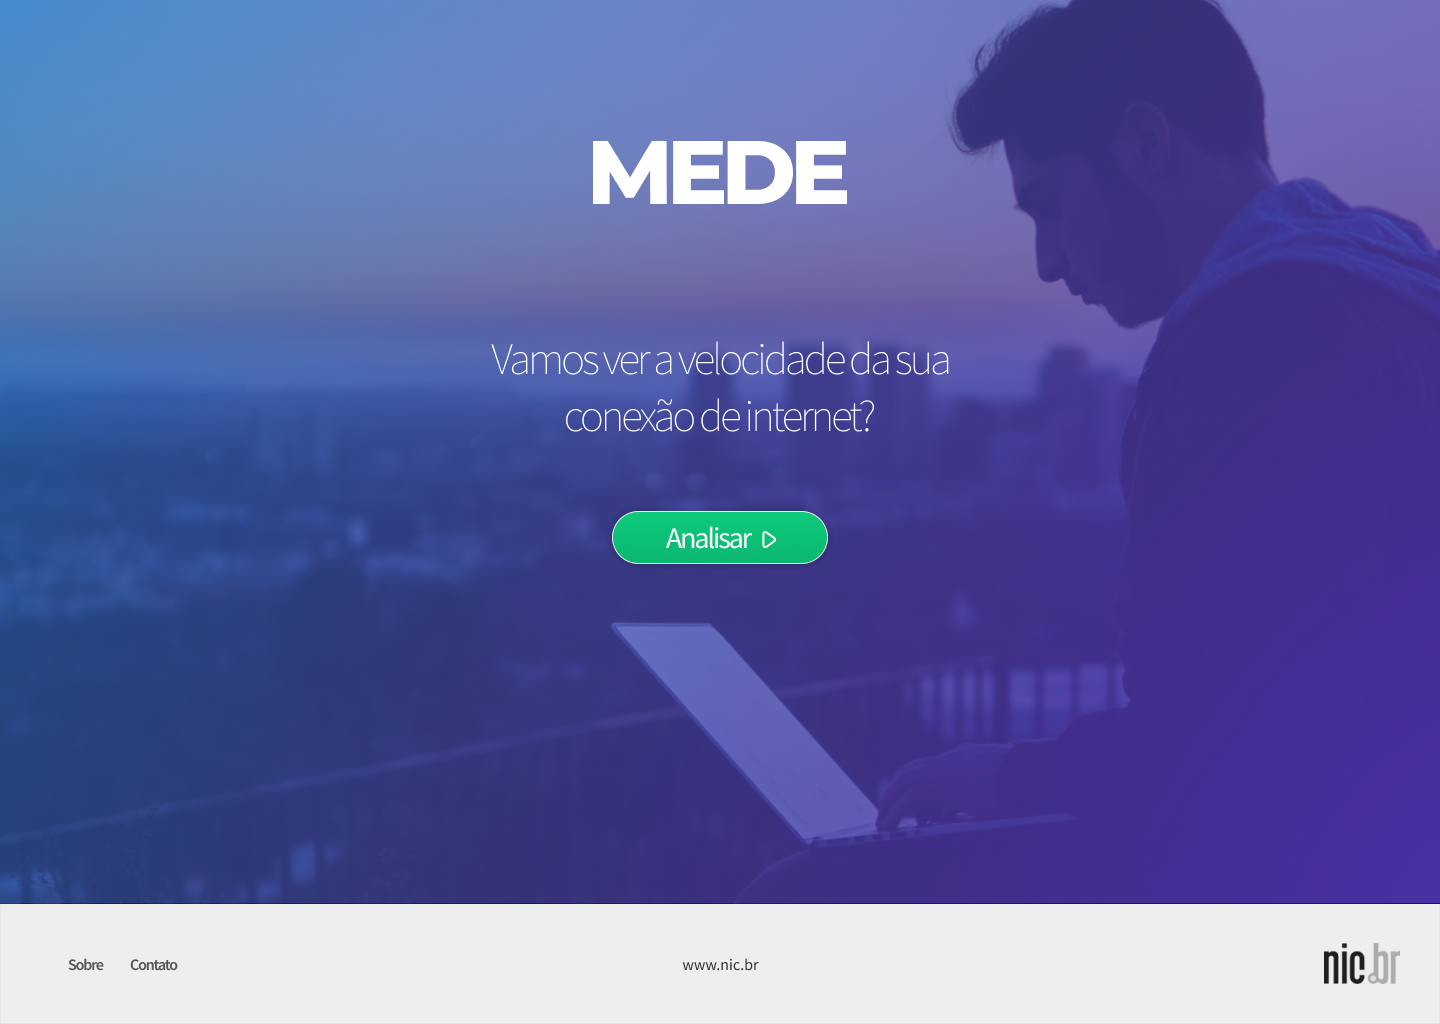 MEDE
Vamos ver a velocidade da sua
conexão de internet?
Analisar
Sobre
Contato
www.nic.br
nic.br